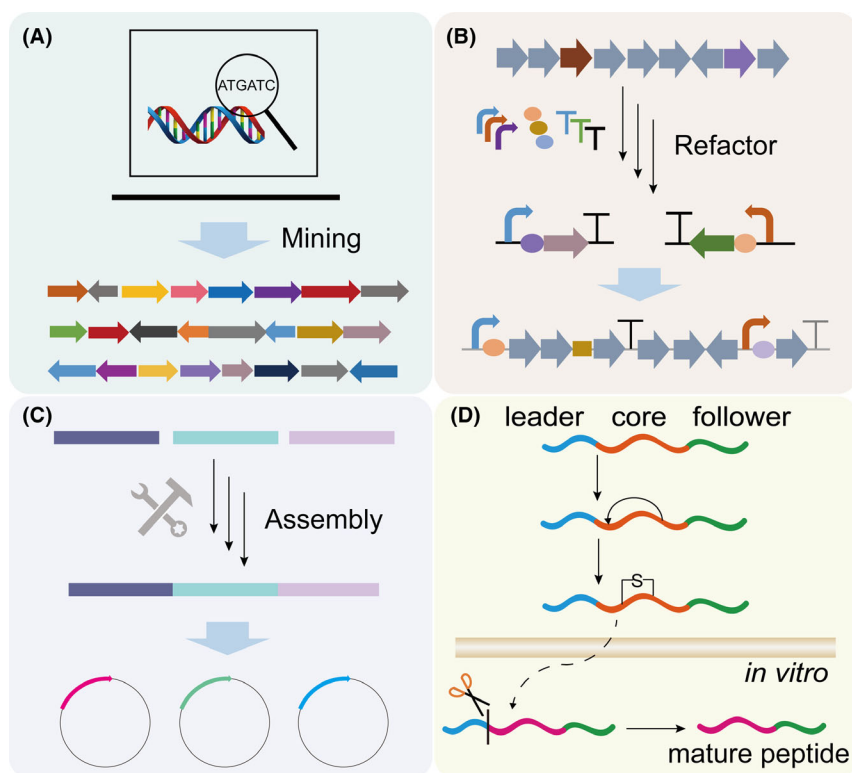 (A)
ATGATC
Mining
(B)
Refactor
(C)
Assembly
(D)
leader core follower
S
in vitro
mature peptide